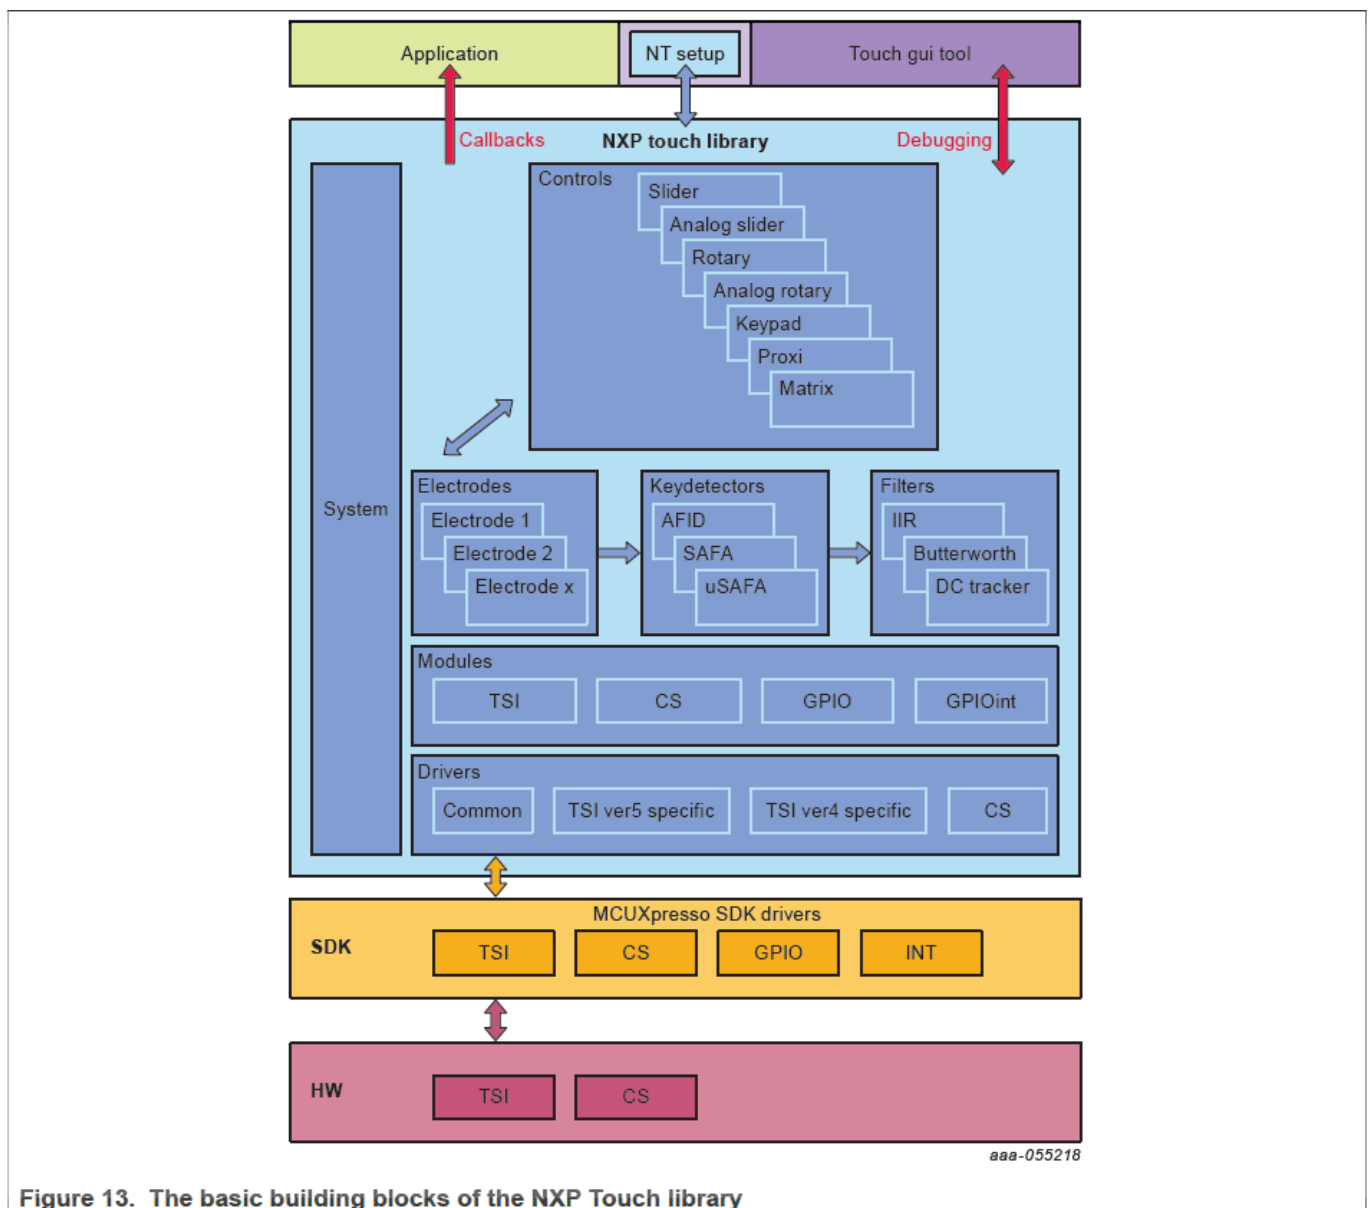 Application
NT setup
Touch gui tool
Callbacks
NXP touch library
Debugging
Controls
Slider
Analog slider
Rotary
Analog rotary
Keypad
Proxi
Matrix
System
Electrodes
Electrode 1
Electrode 2
Electrode x
Keydetectors
AFID
SAFA
uSAFA
Filters
IIR
Butterworth
DC tracker
Modules
TSI
CS
GPIO
GPIOint
Drivers
Common
TSI ver5 specific
TSI ver4 specific
CS
MCUXpresso SDK drivers
SDK
TSI
CS
GPIO
INT
HW
TSI
CS
aaa-055218
Figure 13. The basic building blocks of the NXP Touch library